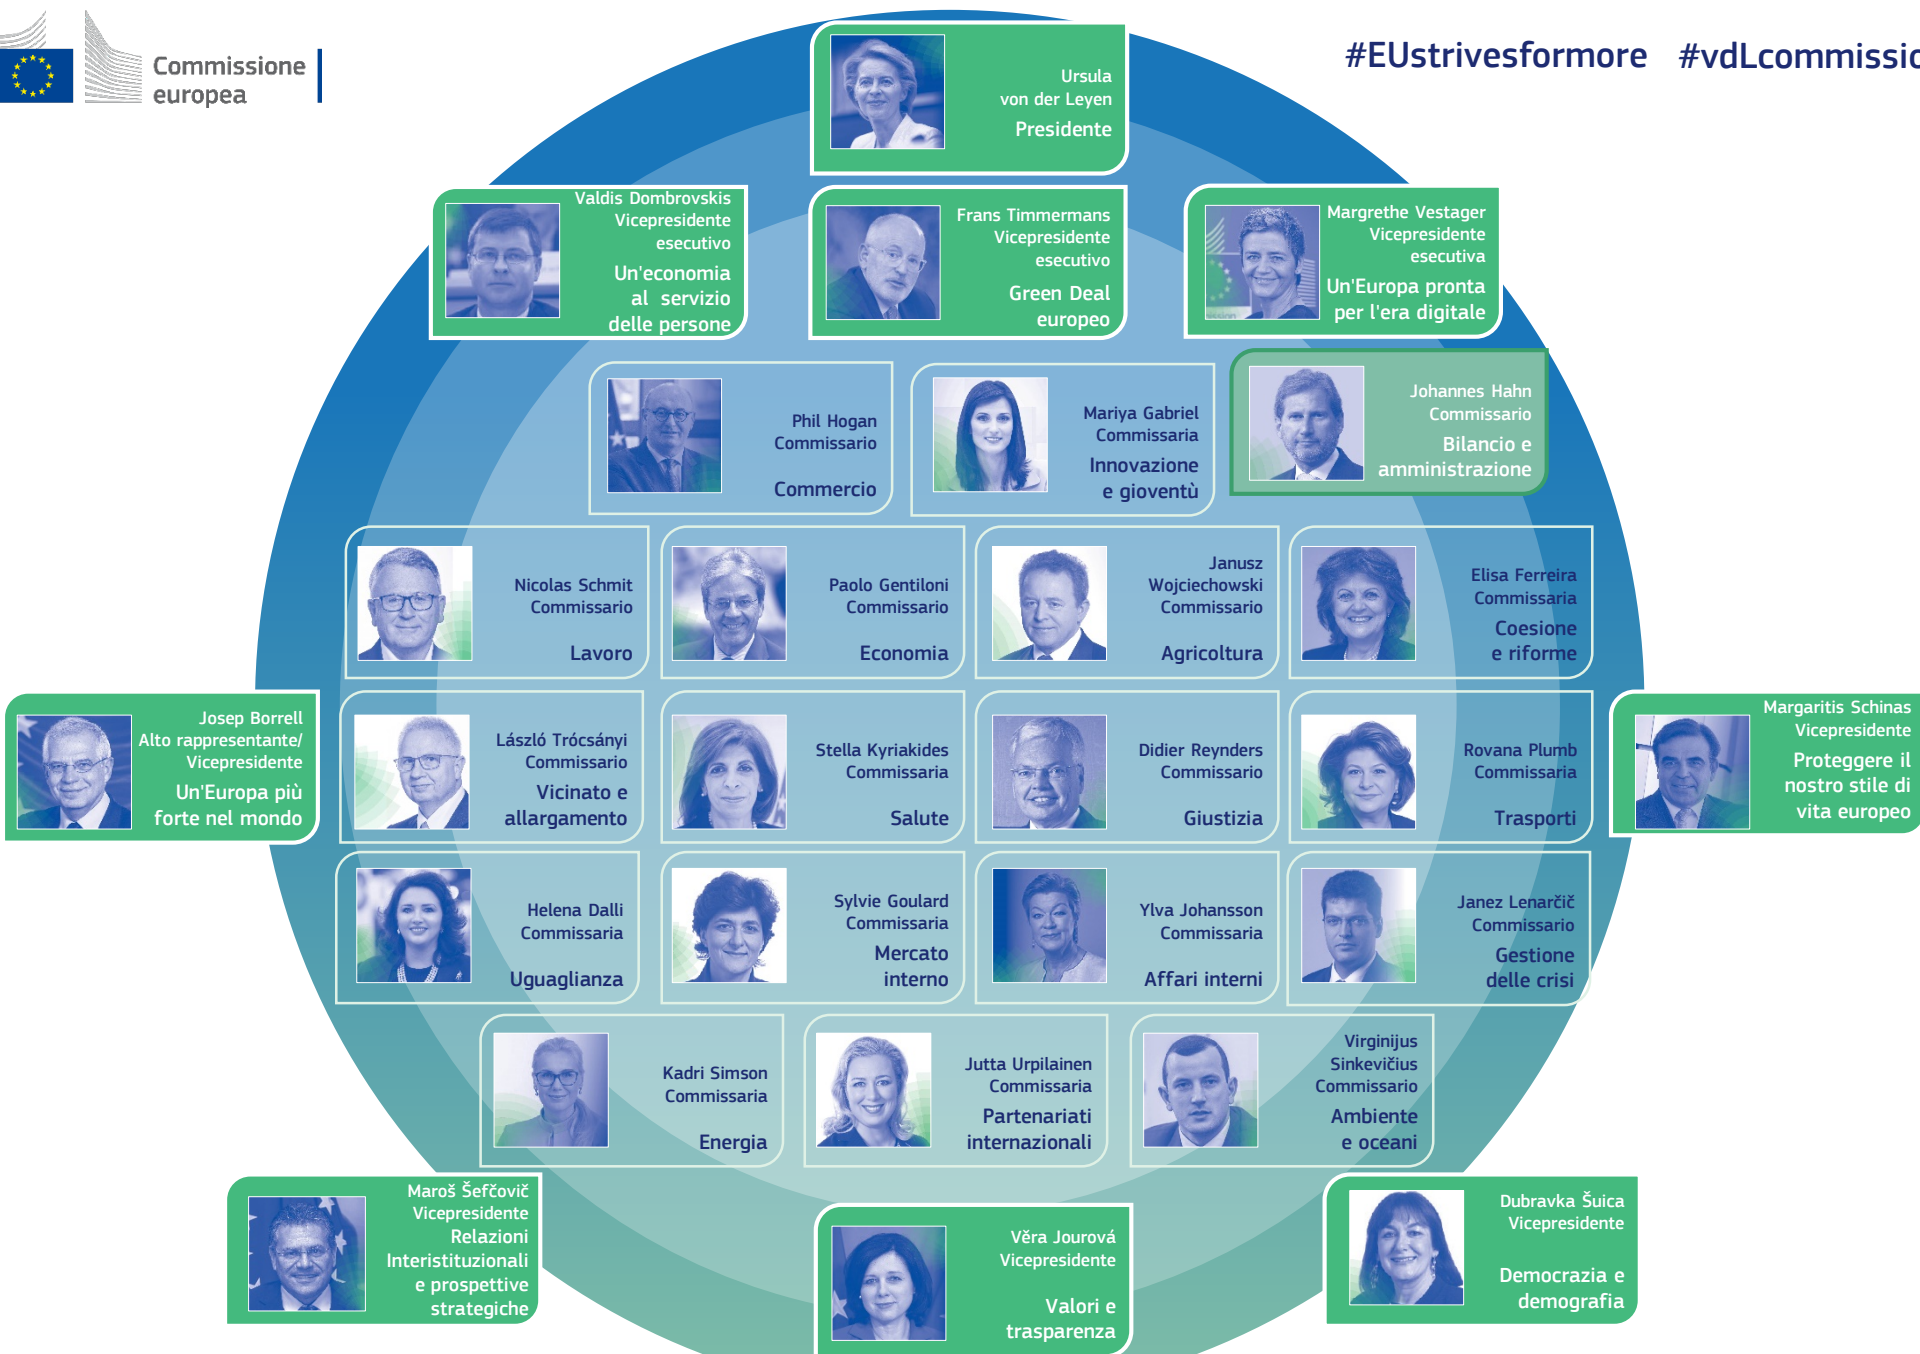 Commissione
europea
#EUstrivesformore #vdLcommissio
Ursula
von der Leyen
Presidente
Valdis Dombrovskis
Vicepresidente
esecutivo
Un'economia
al servizio
delle persone
Frans Timmermans
Vicepresidente
esecutivo
Green Deal
europeo
Margrethe Vestager
Vicepresidente
esecutiva
Un'Europa pronta
per l'era digitale
Phil Hogan
Commissario
Commercio
Mariya Gabriel
Commissaria
Innovazione
e gioventù
Johannes Hahn
Commissario
Bilancio e
amministrazione
Nicolas Schmit
Commissario
Lavoro
Paolo Gentiloni
Commissario
Economia
Janusz
Wojciechowski
Commissario
Agricoltura
Elisa Ferreira
Commissaria
Coesione
e riforme
Josep Borrell
Alto rappresentante/
Vicepresidente
Un'Europa più
forte nel mondo
László Trócsányi
Commissario
Vicinato e
allargamento
Stella Kyriakides
Commissaria
Salute
Didier Reynders
Commissario
Giustizia
Rovana Plumb
Commissaria
Trasporti
Margaritis Schinas
Vicepresidente
Proteggere il
nostro stile di
vita europeo
Helena Dalli
Commissaria
Uguaglianza
Sylvie Goulard
Commissaria
Mercato
interno
Ylva Johansson
Commissaria
Affari interni
Janez Lenarčič
Commissario
Gestione
delle crisi
Kadri Simson
Commissaria
Energia
Jutta Urpilainen
Commissaria
Partenariati
internazionali
Virginijus
Sinkevičius
Commissario
Ambiente
e oceani
Maroš Šefčovič
Vicepresidente
Relazioni
Interistituzionali
e prospettive
strategiche
Věra Jourová
Vicepresidente
Valori e
trasparenza
Dubravka Šuica
Vicepresidente
Democrazia e
demografia